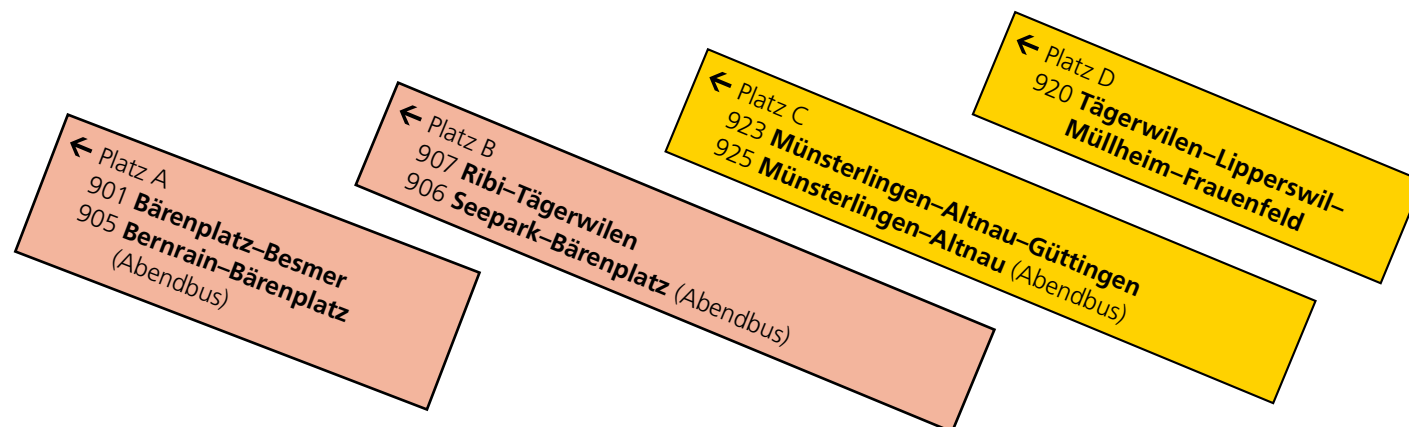 ← Platz A
901 Bärenplatz–Besmer
905 Bernrain–Bärenplatz
(Abendbus)
← Platz B
907 Ribi–Tägerwilen
906 Seepark–Bärenplatz (Abendbus)
← Platz C
923 Münsterlingen–Altnau–Güttingen
925 Münsterlingen–Altnau (Abendbus)
← Platz D
920 Tägerwilen–Lipperswil–
Müllheim–Frauenfeld